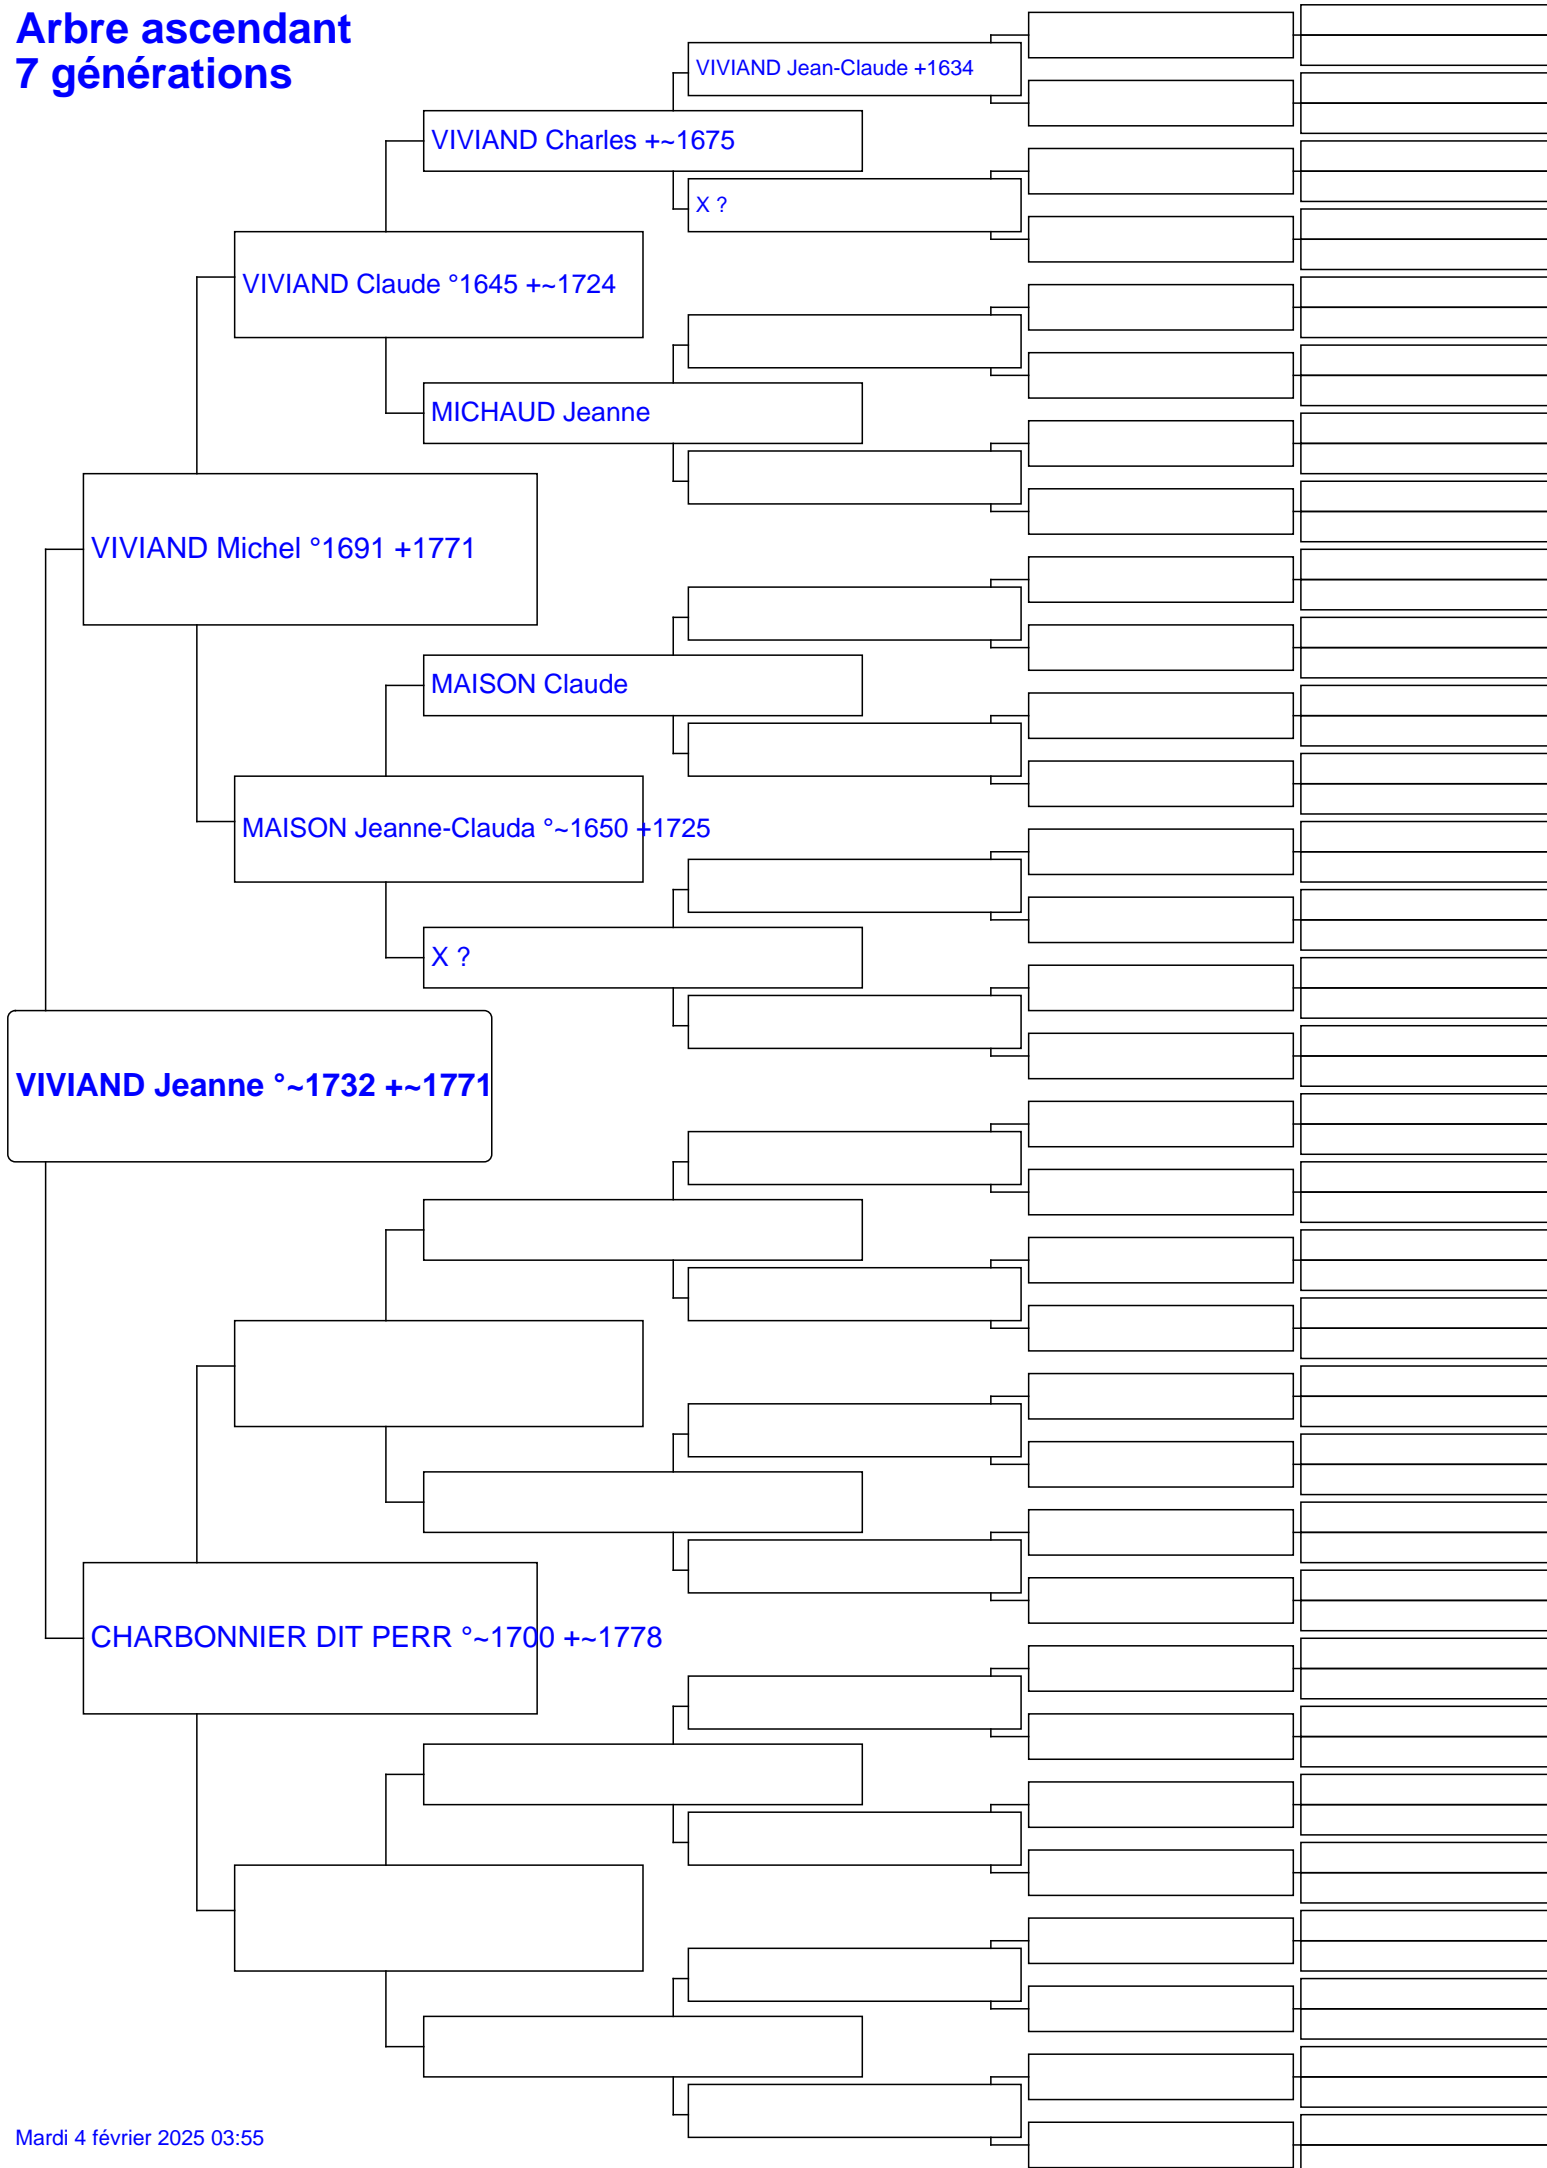 Arbre ascendant
7 générations
VIVIAND Jean-Claude +1634
VIVIAND Charles +~1675
X ?
VIVIAND Claude °1645 +~1724
MICHAUD Jeanne
VIVIAND Michel °1691 +1771
MAISON Claude
MAISON Jeanne-Clauda °~1650 +1725
X ?
VIVIAND Jeanne °~1732 +~1771
CHARBONNIER DIT PERR °~1700 +~1778
Mardi 4 février 2025 03:55